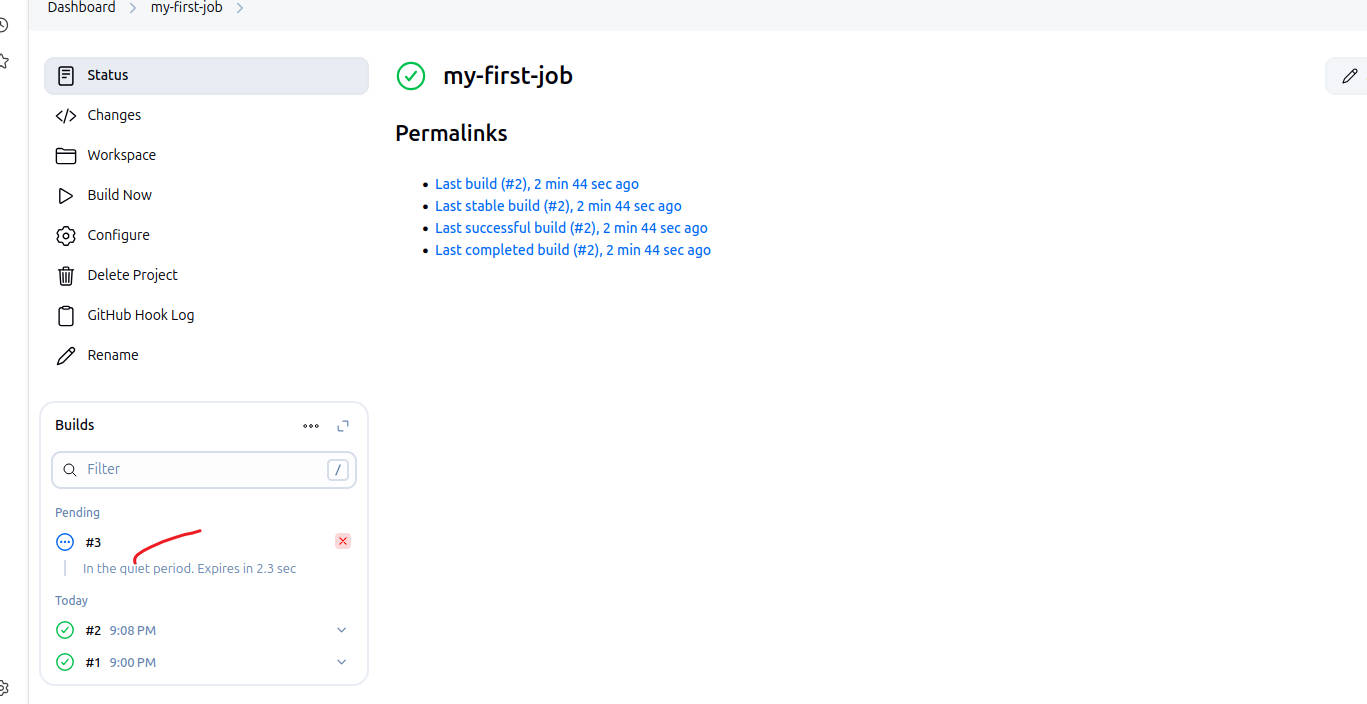 Dashboard my-first-job
Status
Changes
Workspace
Build Now
Configure
Delete Project
GitHub Hook Log
Rename
my-first-job
Permalinks
Last build (#2), 2 min 44 sec ago
Last stable build (#2), 2 min 44 sec ago
Last successful build (#2), 2 min 44 sec ago
Last completed build (#2), 2 min 44 sec ago
Builds
Filter /
Pending
#3
In the quiet period. Expires in 2.3 sec
Today
#2 9:08 PM
#1 9:00 PM